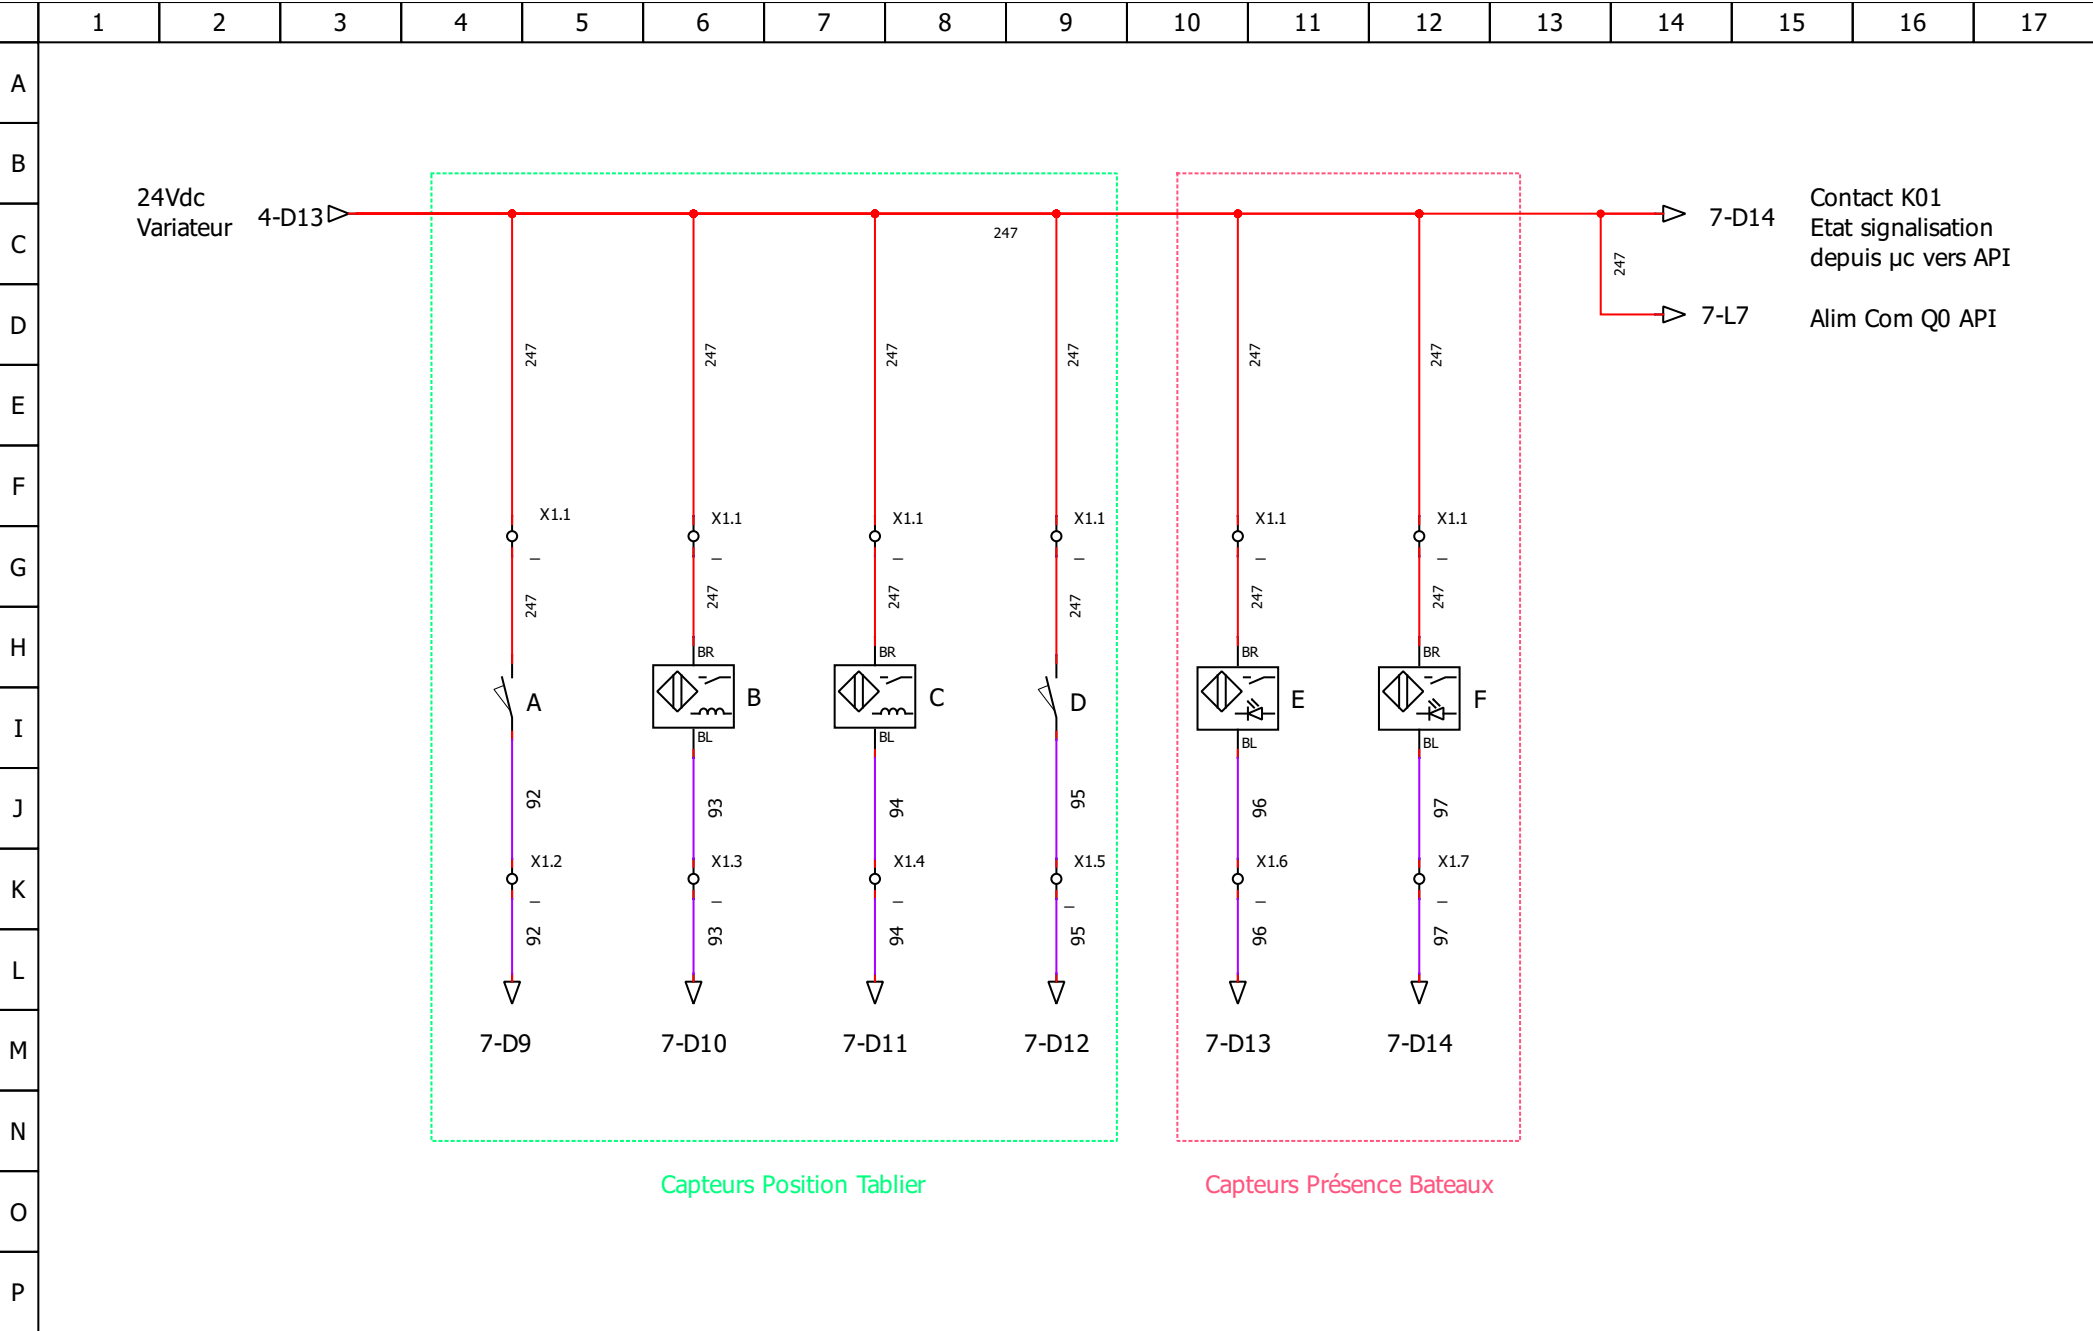 1 2 3 4 5 6 7 8 9 10 11 12 13 14 15 16 17
A
B
24Vdc
Variateur
4-D13
7-D14
Contact K01
Etat signalisation
depuis µc vers API
C
247
247
D
7-L7
Alim Com Q0 API
247 247 247 247 247 247
E
F
X1.1 X1.1 X1.1 X1.1 X1.1 X1.1
_ _ _ _ _ _
G
247 247 247 247 247 247
H
BR BR BR BR
A B C D E F
I
BL BL BL BL
92 93 94 95 96 97
J
X1.2 X1.3 X1.4 X1.5 X1.6 X1.7
K
_ _ _ _ _ _
92 93 94 95 96 97
L
7-D9 7-D10 7-D11 7-D12 7-D13 7-D14
M
N
Capteurs Position Tablier
Capteurs Présence Bateaux
O
P